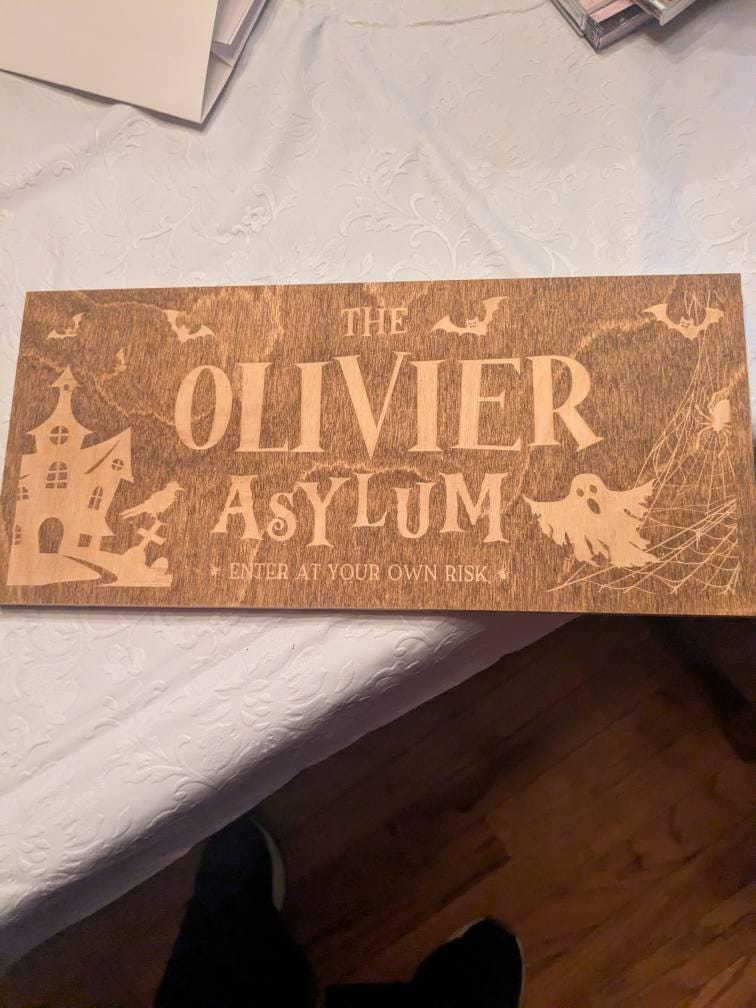 THE
OLIVIER
ASYLUM
ENTER AT YOUR OWN RISK